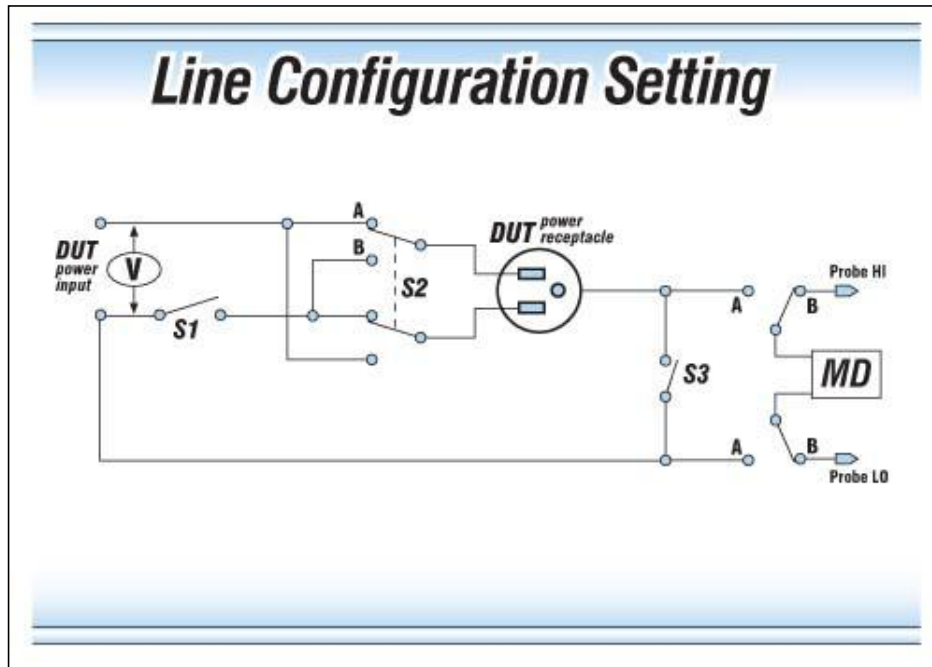 Line Configuration Setting
A
B
DUT
power
input
V
S1
S2
DUT power
receptacle
S3
A
B
Probe HI
MD
A
B
Probe LO